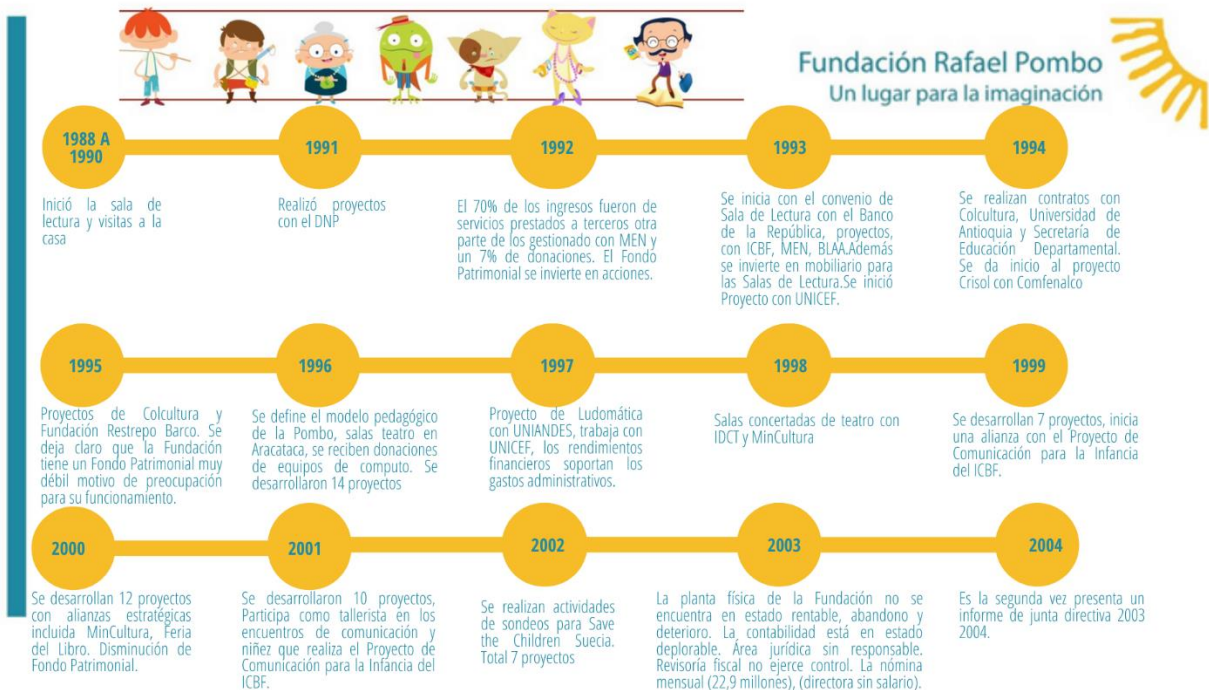 Fundación Rafael Pombo
Un lugar para la imaginación
1988 A
1990
Inició la sala de
lectura y visitas a la
casa
1991
Realizó proyectos
con el DNP
1992
El 70% de los ingresos fueron de
servicios prestados a terceros otra
parte de los gestionado con MEN y
un 7% de donaciones. El Fondo
Patrimonial se invierte en acciones.
1993
Se inicia con el convenio de
Sala de Lectura con el Banco
de la República, proyectos,
con ICBF, MEN, BLAA.Además
se invierte en mobiliario para
las Salas de Lectura.Se inició
Proyecto con UNICEF.
1994
Se realizan contratos con
Colcultura, Universidad de
Antioquia y Secretaría de
Educación Departamental.
Se da inicio al proyecto
Crisol con Comfenalco
1995
Proyectos de Colcultura y
Fundación Restrepo Barco. Se
deja claro que la Fundación
tiene un Fondo Patrimonial muy
débil motivo de preocupación
para su funcionamiento.
1996
Se define el modelo pedagógico
de la Pombo, salas teatro en
Aracataca, se reciben donaciones
de equipos de computo. Se
desarrollaron 14 proyectos
1997
Proyecto de Ludomática
con UNIANDES, trabaja con
UNICEF, los rendimientos
financieros soportan los
gastos administrativos.
1998
Salas concertadas de teatro con
IDCT y MinCultura
1999
Se desarrollan 7 proyectos, inicia
una alianza con el Proyecto de
Comunicación para la Infancia
del ICBF.
2000
Se desarrollan 12 proyectos
con alianzas estratégicas
incluida MinCultura, Feria
del Libro. Disminución de
Fondo Patrimonial.
2001
Se desarrollaron 10 proyectos,
Participa como tallerista en los
encuentros de comunicación y
niñez que realiza el Proyecto de
Comunicación para la Infancia del
ICBF.
2002
Se realizan actividades
de sondeos para Save
the Children Suecia.
Total 7 proyectos
2003
La planta física de la Fundación no se
encuentra en estado rentable, abandono y
deterioro. La contabilidad está en estado
deplorable. Área jurídica sin responsable.
Revisoría fiscal no ejerce control. La nómina
mensual (22,9 millones), (directora sin salario).
2004
Es la segunda vez presenta un
informe de junta directiva 2003
2004.